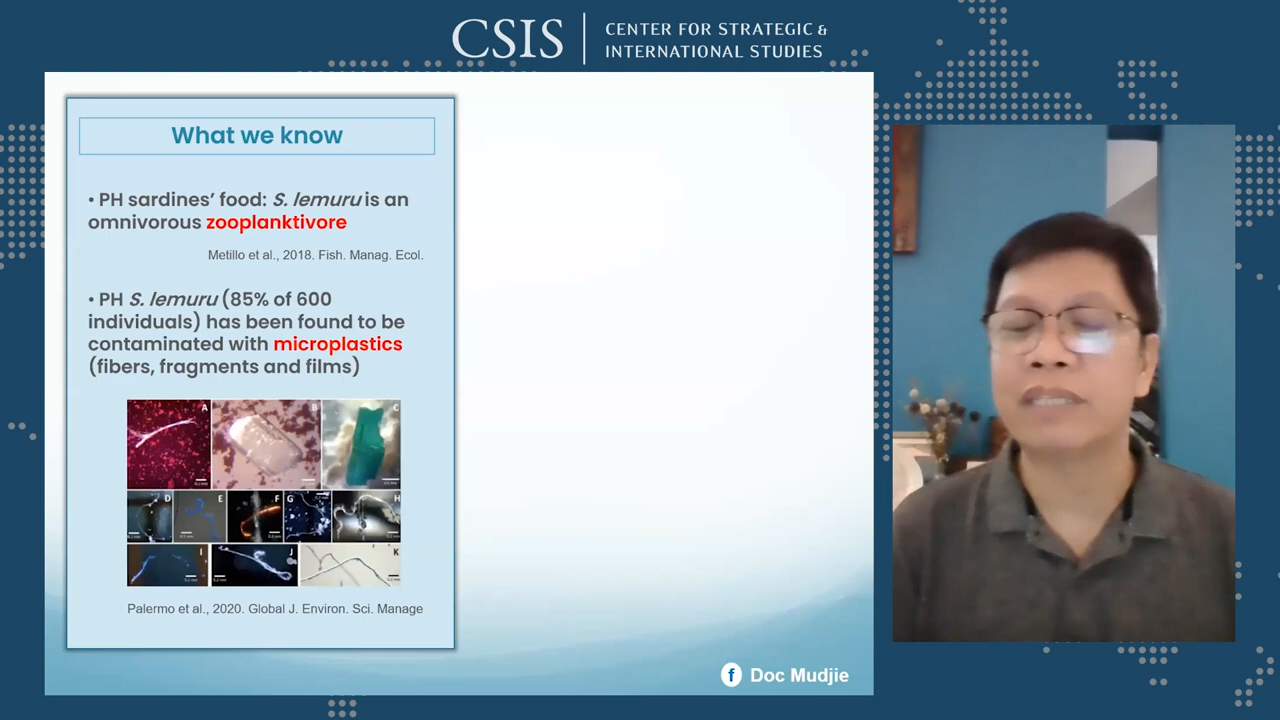 CSIS
CENTER FOR STRATEGIC &
INTERNATIONAL STUDIES
What we know
• PH sardines’ food: S. lemuru is an
omnivorous zooplanktivore
Metillo et al., 2018. Fish. Manag. Ecol.
• PH S. lemuru (85% of 600
individuals) has been found to be
contaminated with microplastics
(fibers, fragments and films)
A B C
D E F G H
I J K
Palermo et al., 2020. Global J. Environ. Sci. Manage
f Doc Mudjie